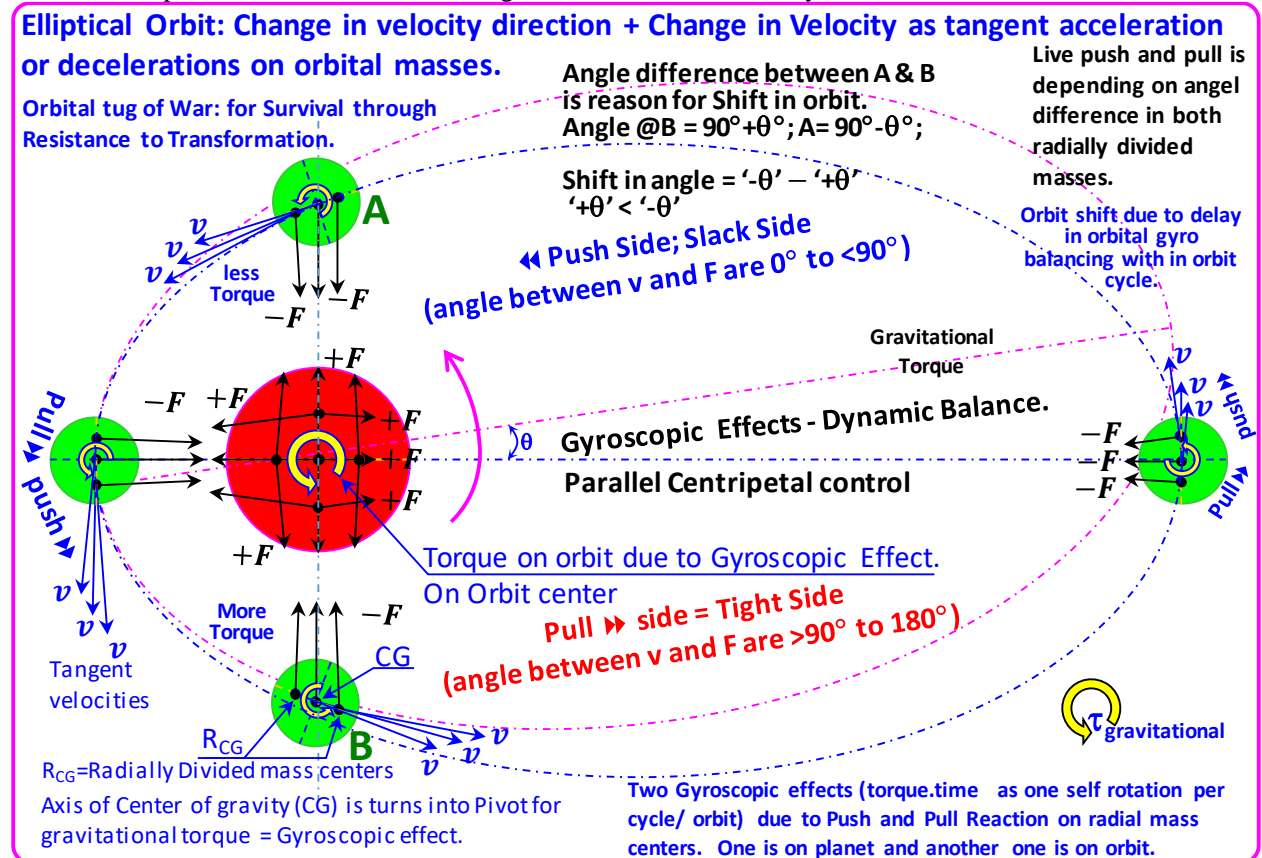 Elliptical Orbit: Change in velocity direction + Change in Velocity as tangent acceleration
or decelerations on orbital masses.
Orbital tug of War: for Survival through
Resistance to Transformation.
Angle difference between A & B
is reason for Shift in orbit.
Angle @B = 90°+θ°; A= 90°-θ°;
Shift in angle = ‘-θ’ – ‘+θ’
‘+θ’ < ‘-θ’
Live push and pull is
depending on angel
difference in both
radially divided
masses.
Orbit shift due to delay
in orbital gyro
balancing with in orbit
cycle.
A
v
v
v
less
Torque
−F
−F
◀◀ Push Side; Slack Side
(angle between v and F are 0° to <90°)
Gravitational
Torque
+F
−F
+F
+F
+F
+F
+F
Pull ▶▶
push ▶▶
θ
Gyroscopic Effects - Dynamic Balance.
Parallel Centripetal control
v
v
v
push ▶▶
Pull ▶▶
−F
−F
−F
v
v
v
Tangent
velocities
Torque on orbit due to Gyroscopic Effect.
On Orbit center
More
Torque
−F
Pull ▶▶ side = Tight Side
(angle between v and F are >90° to 180°)
CG
R_CG
B
v
v
v
τgravitational
R_CG=Radially Divided mass centers
Axis of Center of gravity (CG) is turns into Pivot for
gravitational torque = Gyroscopic effect.
Two Gyroscopic effects (torque.time as one self rotation per
cycle/ orbit) due to Push and Pull Reaction on radial mass
centers. One is on planet and another one is on orbit.